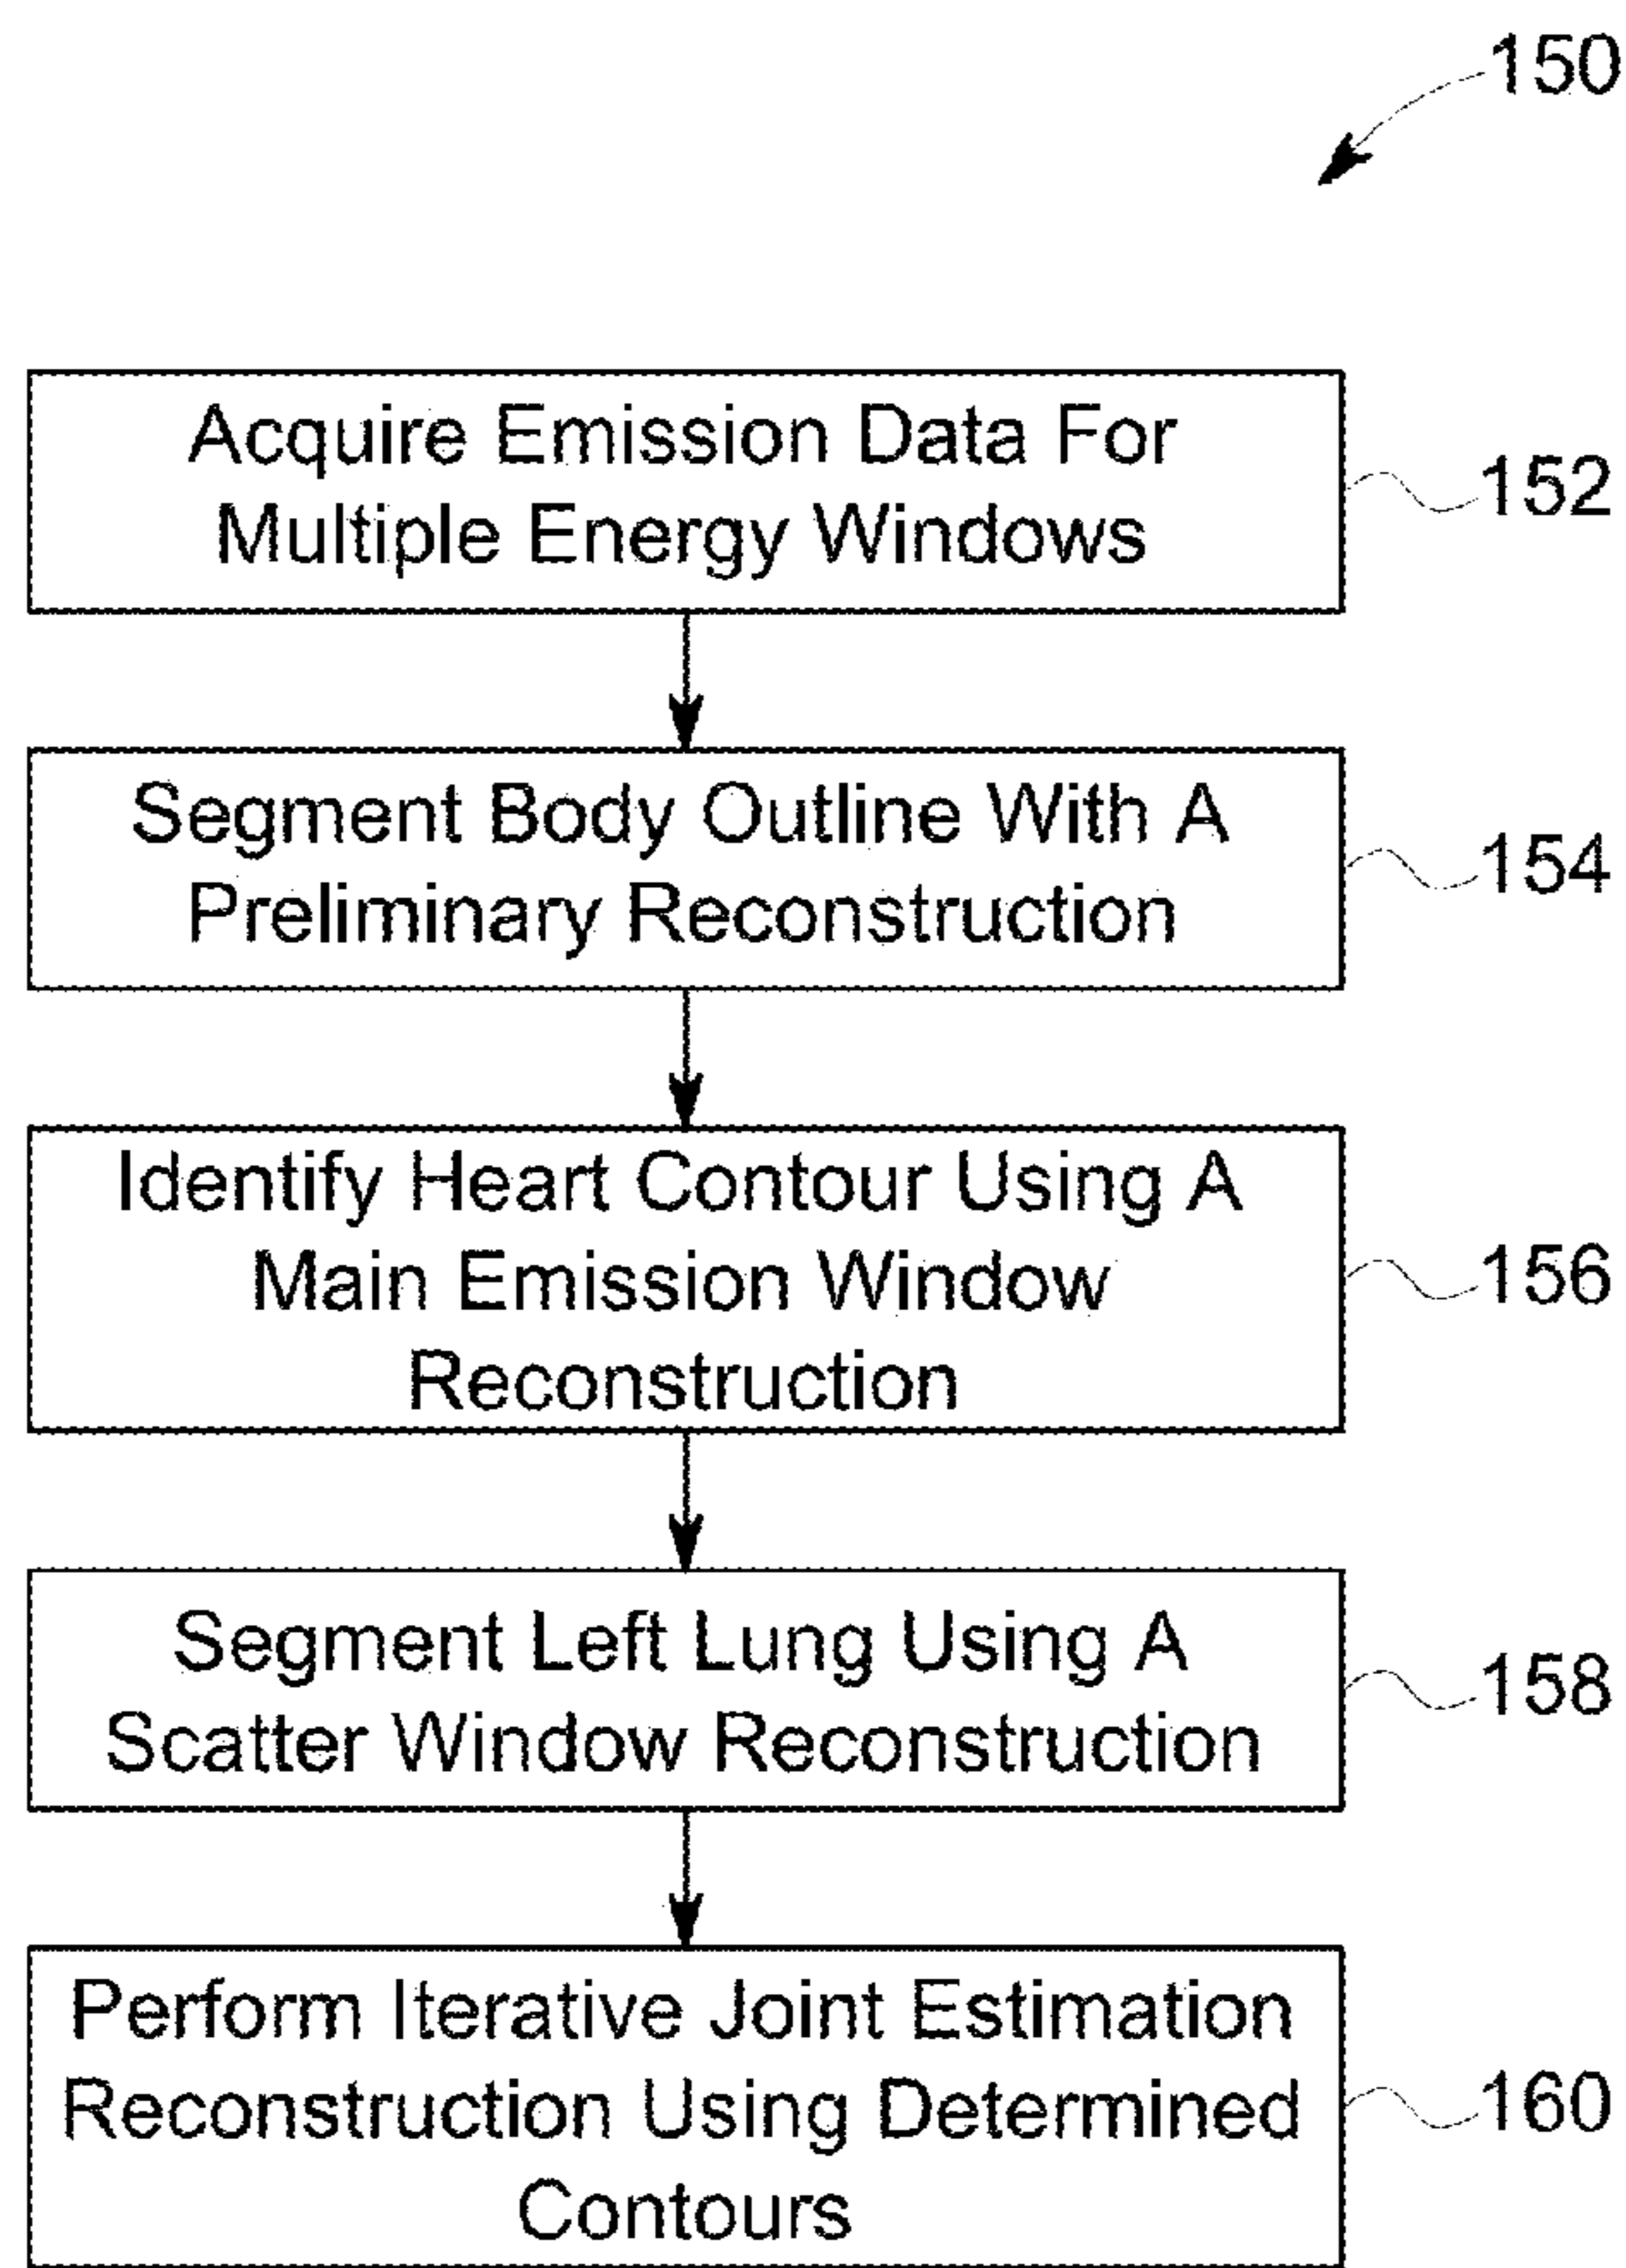 150
Acquire Emission Data For
Multiple Energy Windows
152
Segment Body Outline With A
Preliminary Reconstruction
154
Identify Heart Contour Using A
Main Emission Window
Reconstruction
156
Segment Left Lung Using A
Scatter Window Reconstruction
158
Perform Iterative Joint Estimation
Reconstruction Using Determined
Contours
160